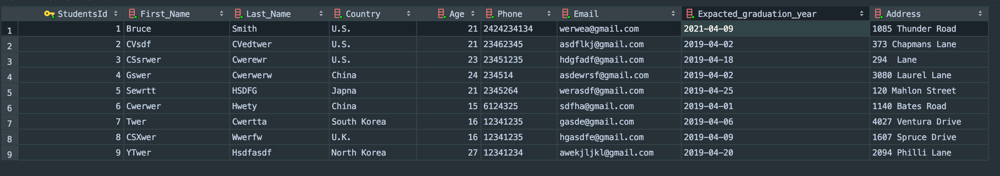 StudentsId First_Name Last_Name Country Age Phone Email Expacted_graduation_year Address
1 1 Bruce Smith U.S. 21 2424234134 werwea@gmail.com 2021-04-09 1085 Thunder Road
2 2 CVsdf CVedtwer U.S. 21 23462345 asdflkj@gmail.com 2019-04-02 373 Chapmans Lane
3 3 CSsrwer Cwerewr U.S. 23 23451235 hdgfadf@gmail.com 2019-04-18 294  Lane
4 4 Gswer Cwerwerw China 24 234514 asdewrsf@gmail.com 2019-04-02 3080 Laurel Lane
5 5 Sewrtt HSDFG Japna 21 2345264 werasdf@gmail.com 2019-04-25 120 Mahlon Street
6 6 Cwerwer Hwety China 15 6124325 sdfha@gmail.com 2019-04-01 1140 Bates Road
7 7 Twer Cwertta South Korea 16 12341235 gasde@gmail.com 2019-04-06 4027 Ventura Drive
8 8 CSXwer Wwerfw U.K. 16 12341235 hgasdfe@gmail.com 2019-04-09 1607 Spruce Drive
9 9 YTwer Hsdfasdf North Korea 27 12341234 awekjljkl@gmail.com 2019-04-20 2094 Philli Lane